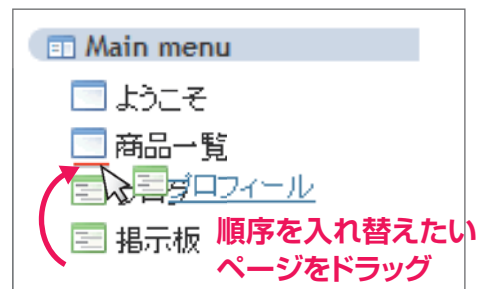 Main menu
ようこそ
商品一覧
プロフィール
掲示板
順序を入れ替えたい
ページをドラッグ